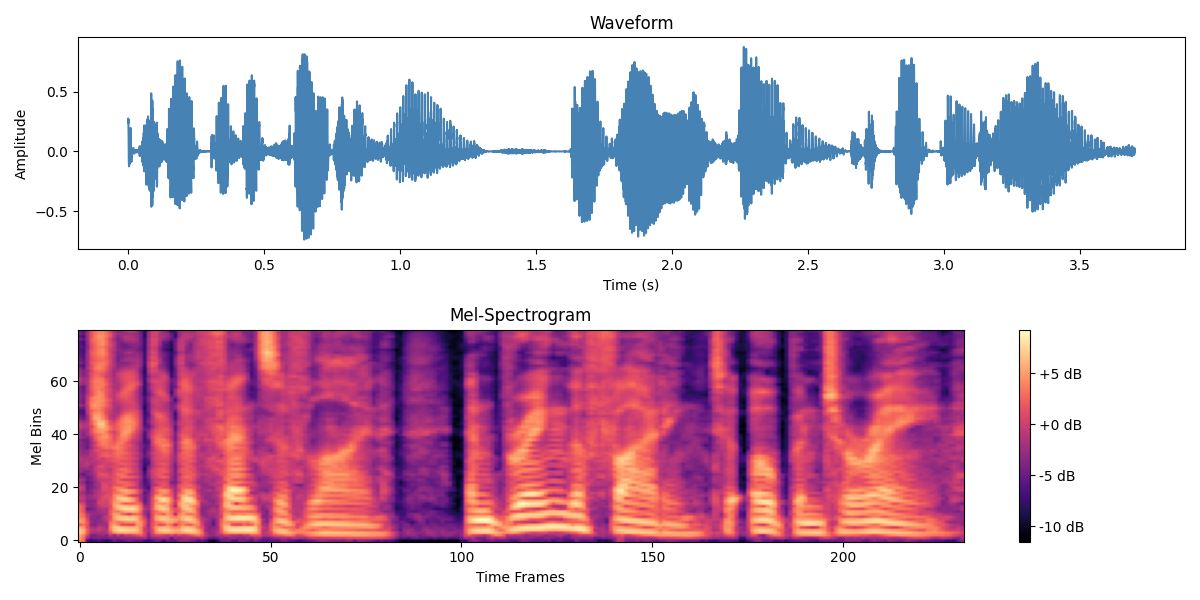 Waveform
0.5
0.0
−0.5
Amplitude
0.0 0.5 1.0 1.5 2.0 2.5 3.0 3.5
Time (s)
Mel-Spectrogram
60
40
20
0
Mel Bins
0 50 100 150 200
Time Frames
+5 dB
+0 dB
-5 dB
-10 dB